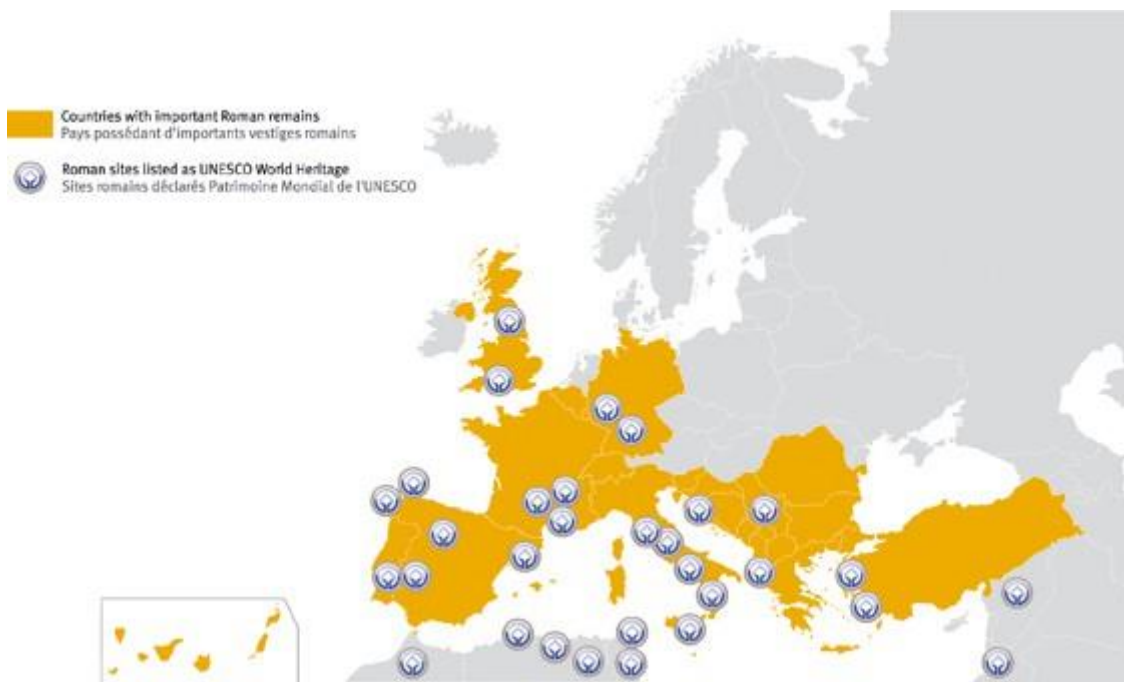 Countries with important Roman remains
Pays possédant d'importants vestiges romains
Roman sites listed as UNESCO World Heritage
Sites romains déclarés Patrimoine Mondial de l'UNESCO